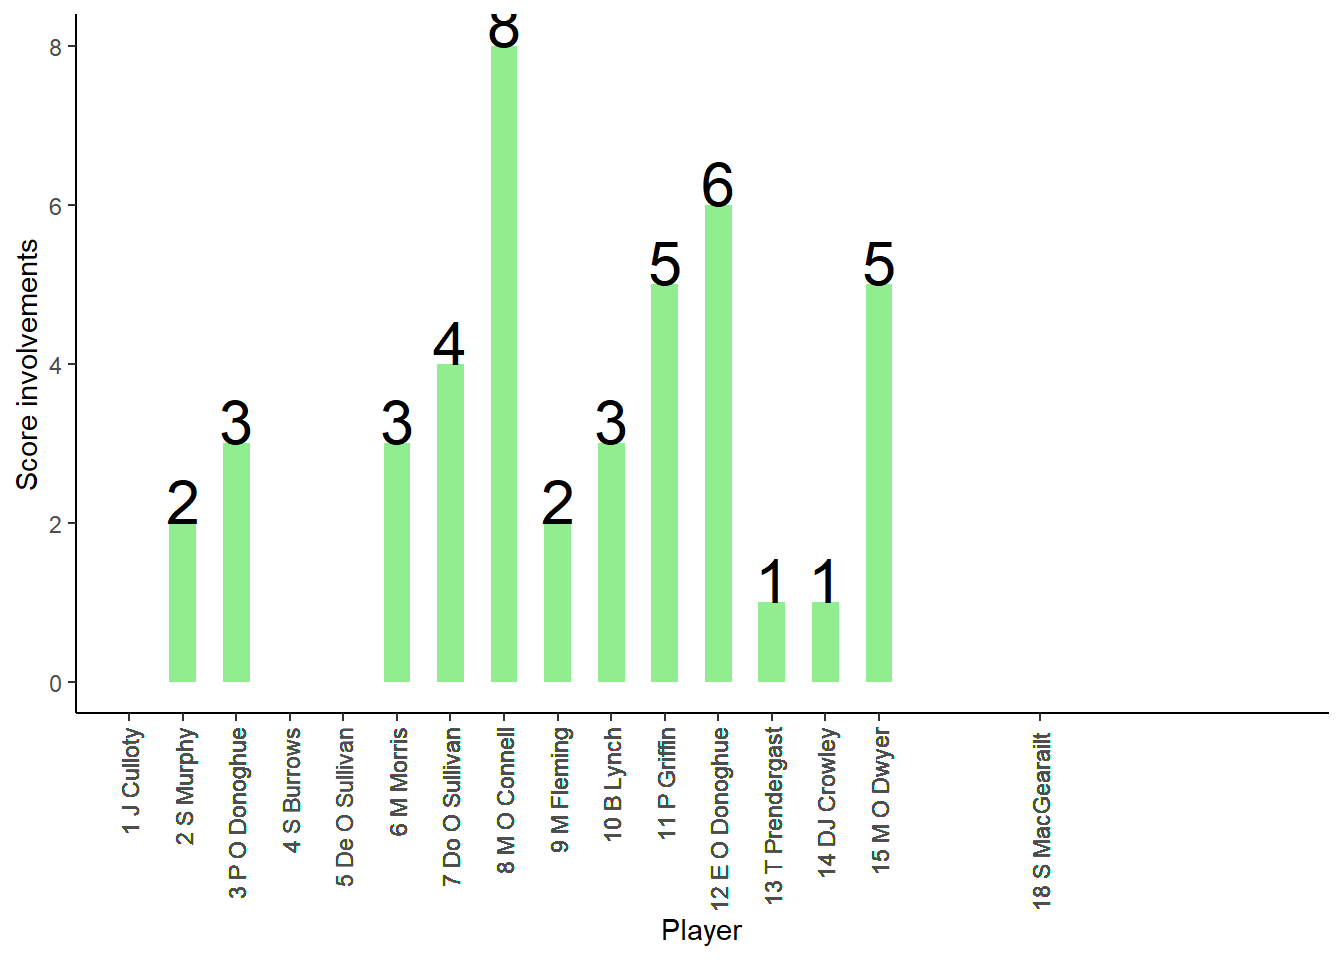 Score involvements
8
6
4
2
0
2
3
3
4
8
2
3
5
6
1
1
5
1 J Culloty
2 S Murphy
3 P O Donoghue
4 S Burrows
5 De O Sullivan
6 M Morris
7 Do O Sullivan
8 M O Connell
9 M Fleming
10 B Lynch
11 P Griffin
12 E O Donoghue
13 T Prendergast
14 DJ Crowley
15 M O Dwyer
18 S MacGearailt
Player